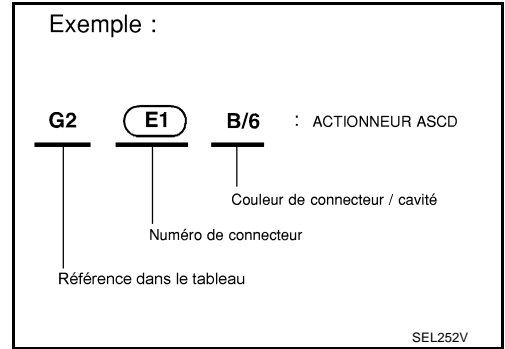 Exemple :
G2 E1 B/6 : ACTIONNEUR ASCD
Couleur de connecteur / cavité
Numéro de connecteur
Référence dans le tableau
SEL252V